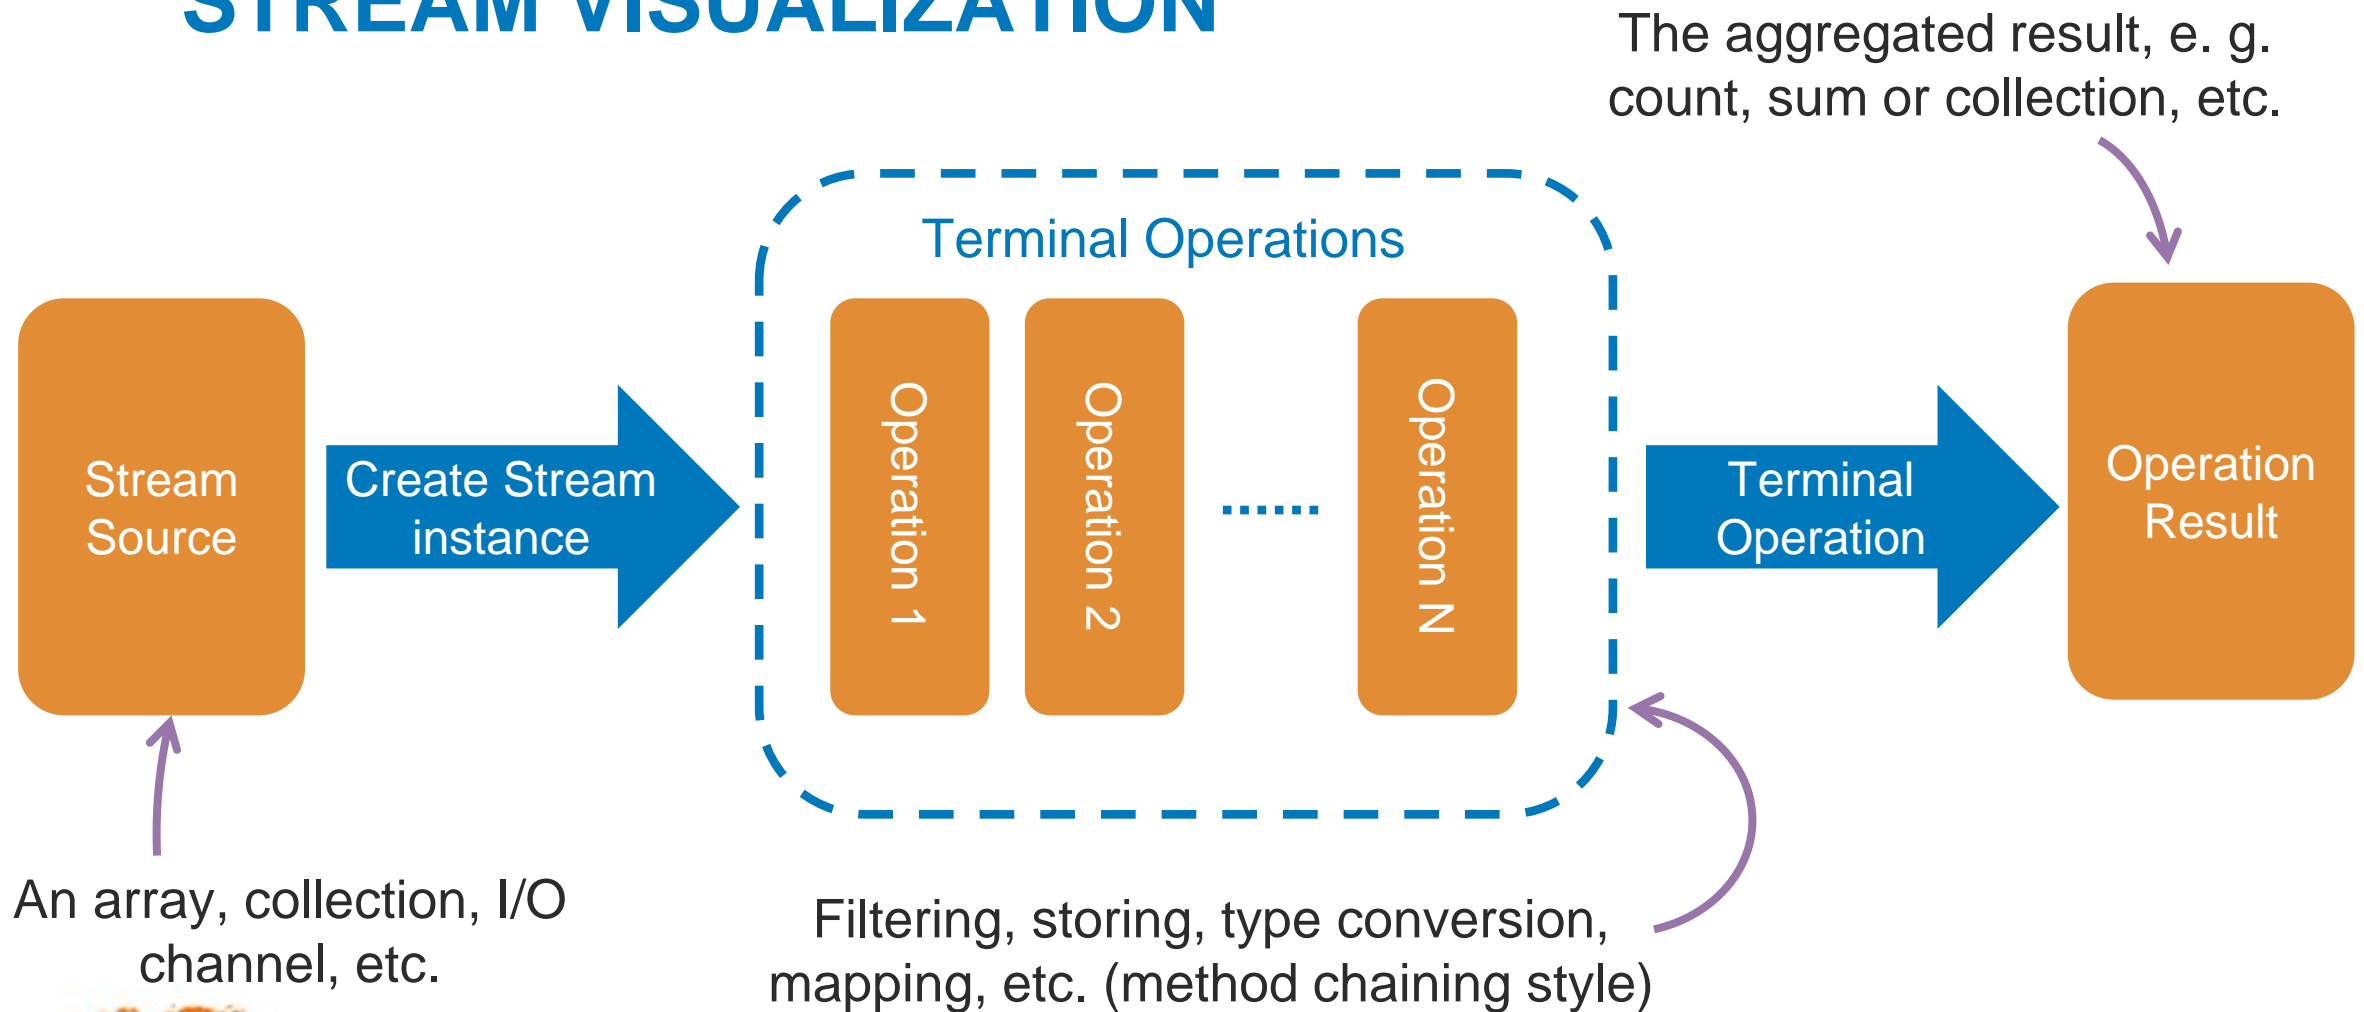 STREAM VISUALIZATION
The aggregated result, e. g.
count, sum or collection, etc.
Terminal Operations
Stream
Source
Create Stream
instance
Operation 1
Operation 2
......
Operation N
Terminal
Operation
Operation
Result
An array, collection, I/O
channel, etc.
Filtering, storing, type conversion,
mapping, etc. (method chaining style)